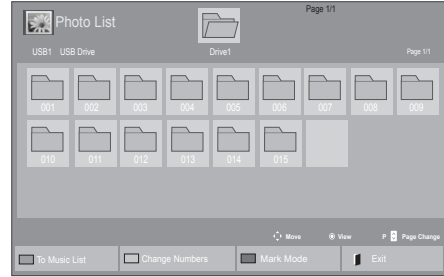 Page 1/1
Photo List
USB1 USB Drive Drive1 Page 1/1
001 002 003 004 005 006 007 008 009
010 011 012 013 014 015
Move View P Page Change
To Music List Change Numbers Mark Mode Exit